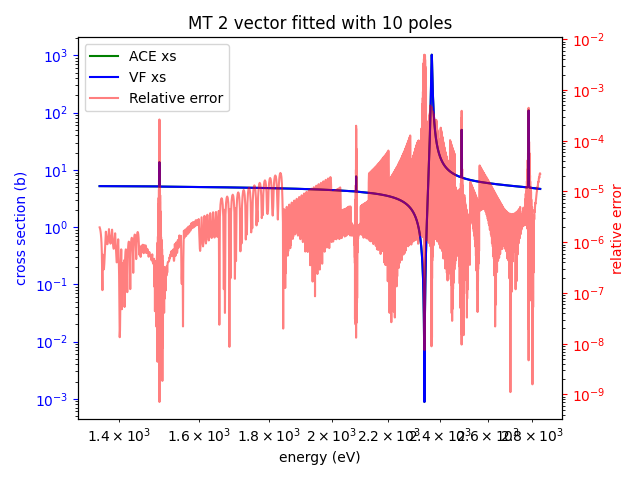 MT 2 vector fitted with 10 poles
ACE xs
VF xs
Relative error
cross section (b)
10³
10²
10¹
10⁰
10⁻¹
10⁻²
10⁻³
10⁻²
10⁻³
10⁻⁴
10⁻⁵
10⁻⁶
10⁻⁷
10⁻⁸
10⁻⁹
relative error
1.4 × 10³ 1.6 × 10³ 1.8 × 10³ 2 × 10³ 2.2 × 10³ 2.4 × 10³ 2.6 × 10³ 2.8 × 10³
energy (eV)